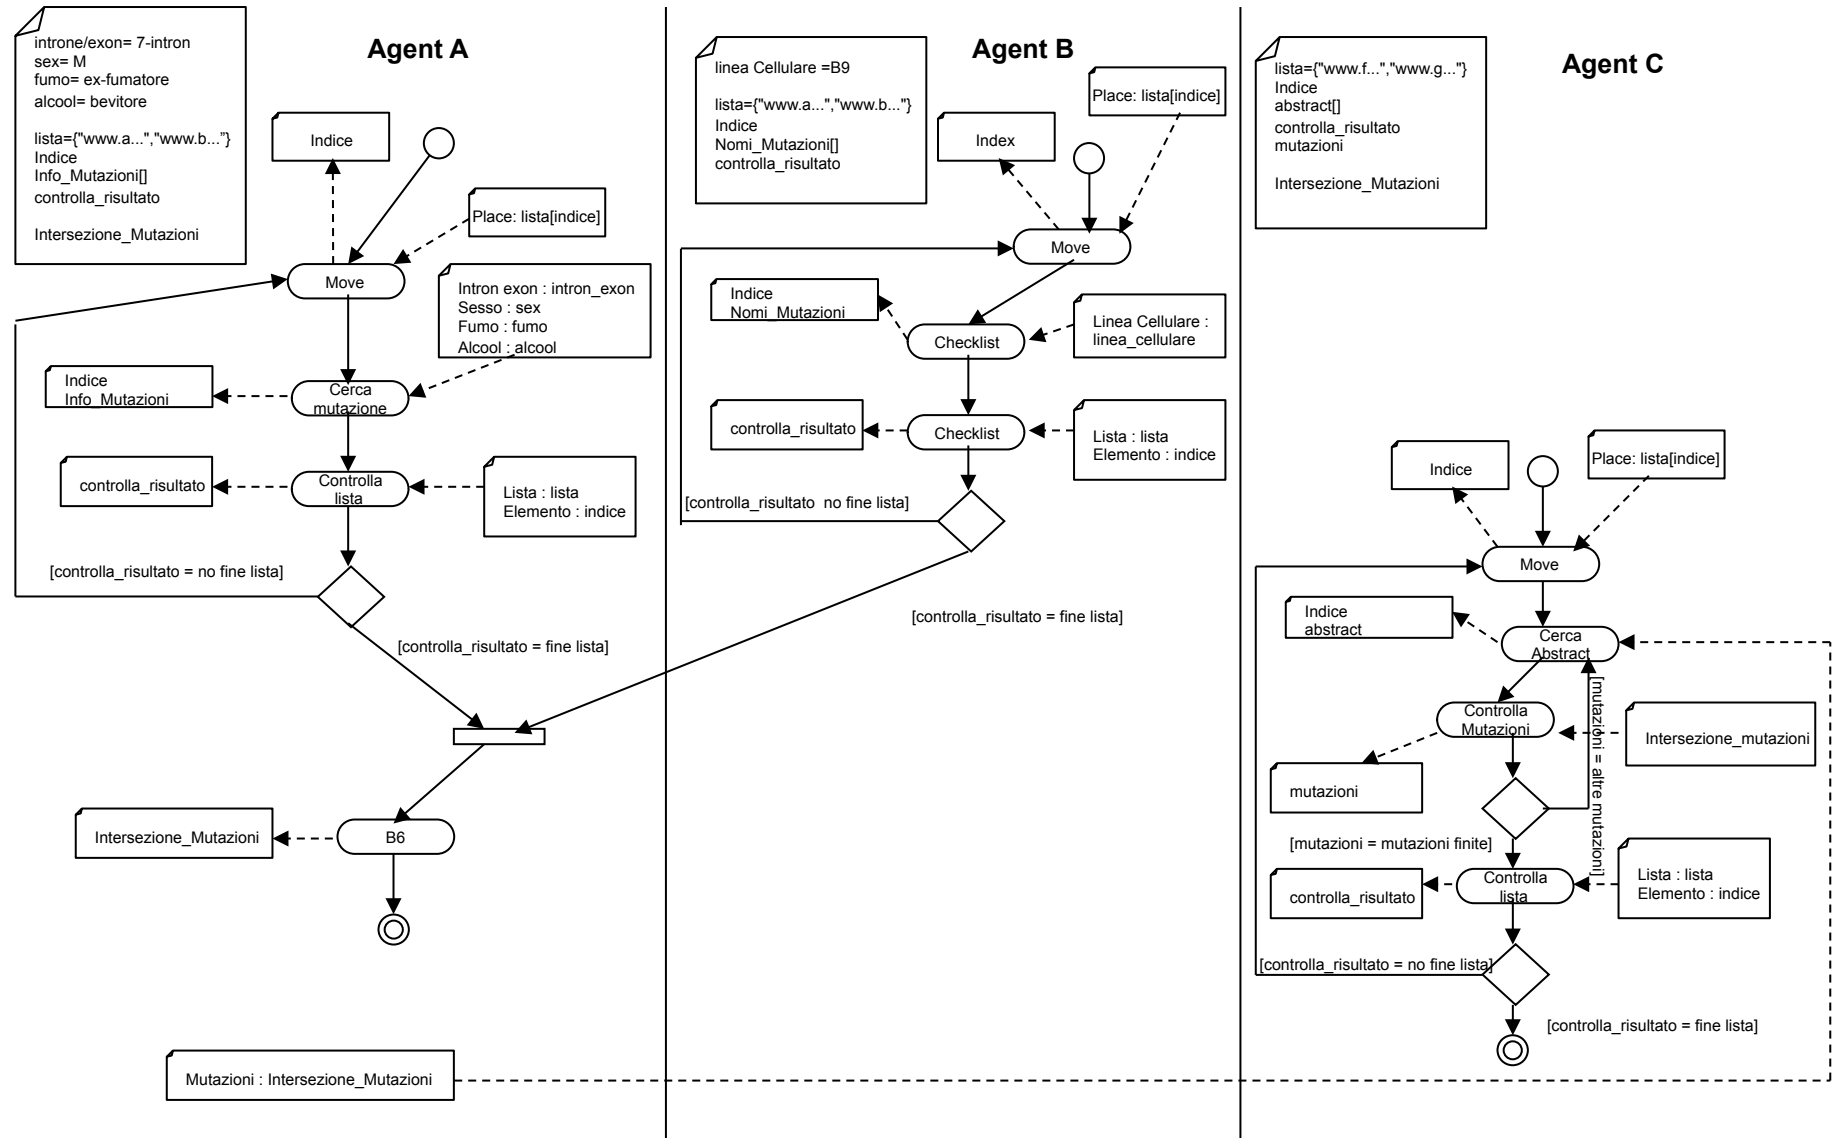 introne/exon= 7-intron
sex= M
fumo= ex-fumatore
alcool= bevitore
lista={"www.a...","www.b..."}
Indice
Info_Mutazioni[]
controlla_risultato
Intersezione_Mutazioni
Agent A
Indice
Place: lista[indice]
Move
Intron exon : intron_exon
Sesso : sex
Fumo : fumo
Alcool : alcool
Indice
Info_Mutazioni
Cerca
mutazione
controlla_risultato
Controlla
lista
Lista : lista
Elemento : indice
[controlla_risultato = no fine lista]
[controlla_risultato = fine lista]
Intersezione_Mutazioni
B6
Mutazioni : Intersezione_Mutazioni
Agent B
linea Cellulare =B9
lista={"www.a...","www.b..."}
Indice
Nomi_Mutazioni[]
controlla_risultato
Index
Place: lista[indice]
Move
Indice
Nomi_Mutazioni
Checklist
Linea Cellulare :
linea_cellulare
controlla_risultato
Checklist
Lista : lista
Elemento : indice
[controlla_risultato  no fine lista]
[controlla_risultato = fine lista]
Agent C
lista={"www.f...","www.g..."}
Indice
abstract[]
controlla_risultato
mutazioni
Intersezione_Mutazioni
Indice
Place: lista[indice]
Move
Indice
abstract
Cerca
Abstract
Controlla
Mutazioni
[mutazioni = altre mutazioni]
Intersezione_mutazioni
mutazioni
[mutazioni = mutazioni finite]
controlla_risultato
Controlla
lista
Lista : lista
Elemento : indice
[controlla_risultato = no fine lista]
[controlla_risultato = fine lista]